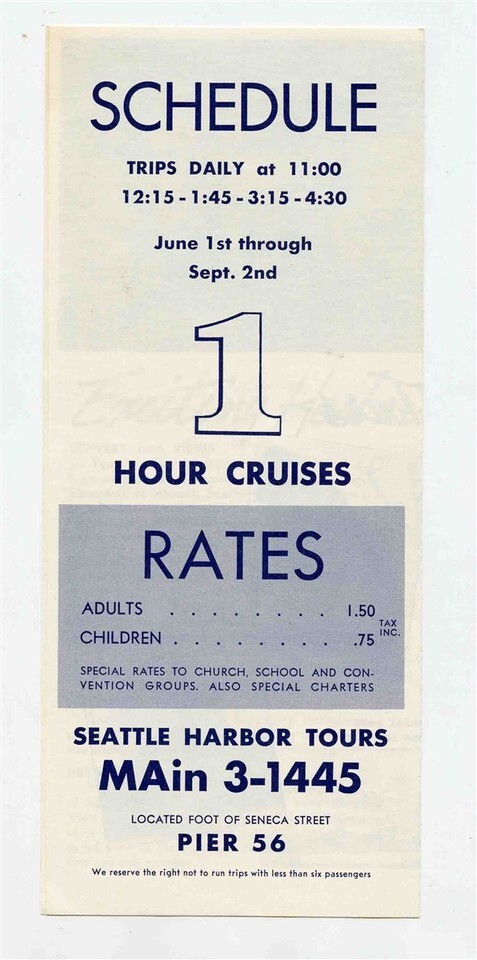 SCHEDULE
TRIPS DAILY at 11:00
12:15 - 1:45 - 3:15 - 4:30
June 1st through
Sept. 2nd
1
HOUR CRUISES
RATES
ADULTS . . . . . . . . 1.50
CHILDREN . . . . . . . . .75
TAX
INC.
SPECIAL RATES TO CHURCH, SCHOOL AND CON-
VENTION GROUPS. ALSO SPECIAL CHARTERS
SEATTLE HARBOR TOURS
MAin 3-1445
LOCATED FOOT OF SENECA STREET
PIER 56
We reserve the right not to run trips with less than six passengers